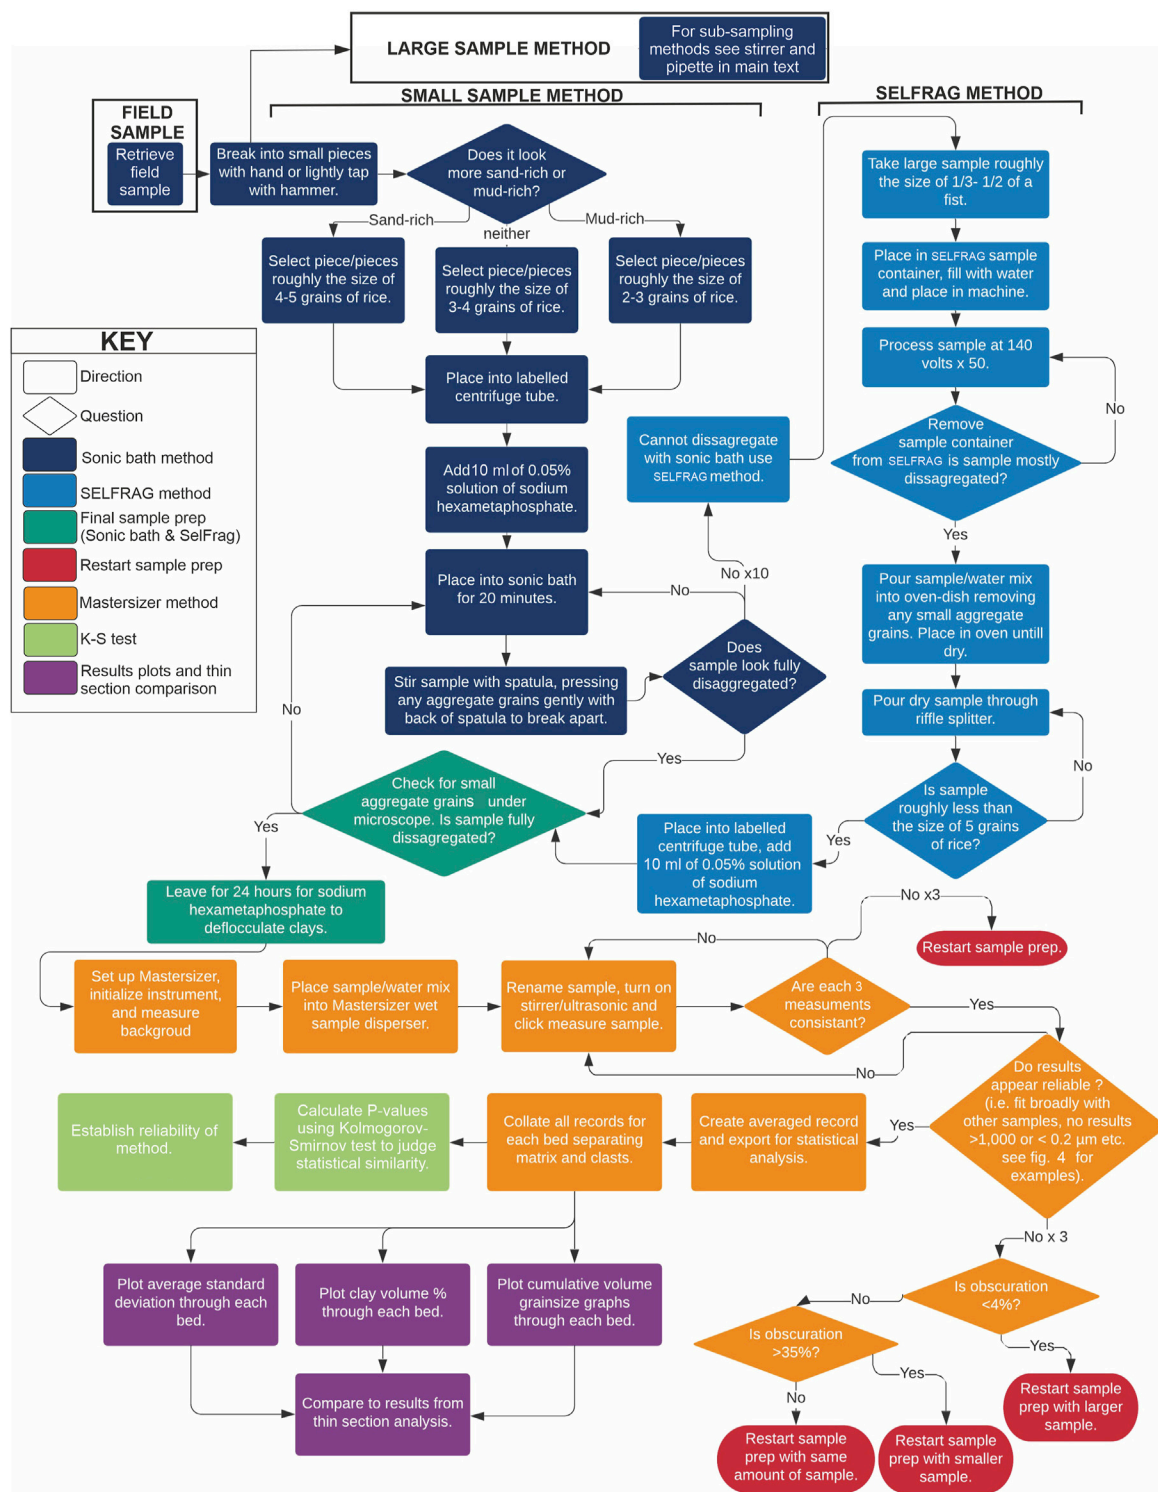 LARGE SAMPLE METHOD
For sub-sampling
methods see stirrer and
pipette in main text
SMALL SAMPLE METHOD
SELFRAG METHOD
FIELD
SAMPLE
Retrieve
field
sample
Break into small pieces
with hand or lightly tap
with hammer.
Does it look
more sand-rich or
mud-rich?
Sand-rich
neither
Mud-rich
Select piece/pieces
roughly the size of
4-5 grains of rice.
Select piece/pieces
roughly the size of
3-4 grains of rice.
Select piece/pieces
roughly the size of
2-3 grains of rice.
Place into labelled
centrifuge tube.
Add 10 ml of 0.05%
solution of sodium
hexametaphosphate.
Place into sonic bath
for 20 minutes.
Stir sample with spatula, pressing
any aggregate grains gently with
back of spatula to break apart.
Does
sample look fully
disaggregated?
No
No x10
Yes
Cannot dissagregate
with sonic bath use
SELFRAG method.
Take large sample roughly
the size of 1/3- 1/2 of a
fist.
Place in SELFRAG sample
container, fill with water
and place in machine.
Process sample at 140
volts x 50.
Remove
sample container
from SELFRAG is sample mostly
dissagregated?
No
Yes
Pour sample/water mix
into oven-dish removing
any small aggregate
grains. Place in oven untill
dry.
Pour dry sample through
riffle splitter.
Is sample
roughly less than
the size of 5 grains
of rice?
No
Yes
Place into labelled
centrifuge tube, add
10 ml of 0.05% solution
of sodium
hexametaphosphate.
KEY
Direction
Question
Sonic bath method
SELFRAG method
Final sample prep
(Sonic bath & SelFrag)
Restart sample prep
Mastersizer method
K-S test
Results plots and thin
section comparison
Check for small
aggregate grains under
microscope. Is sample fully
dissagregated?
No
Yes
Leave for 24 hours for sodium
hexametaphosphate to
deflocculate clays.
Set up Mastersizer,
initialize instrument,
and measure
backgroud
Place sample/water mix
into Mastersizer wet
sample disperser.
Rename sample, turn on
stirrer/ultrasonic and
click measure sample.
Are each 3
measuments
consistant?
No
No x3
Restart sample prep.
Yes
Do results
appear reliable ?
(i.e. fit broadly with
other samples, no results
>1,000 or < 0.2 µm etc.
see fig. 4 for
examples).
No
Yes
Create averaged record
and export for statistical
analysis.
Collate all records for
each bed separating
matrix and clasts.
Calculate P-values
using Kolmogorov-
Smirnov test to judge
statistical similarity.
Establish reliability of
method.
Plot average standard
deviation through each
bed.
Plot clay volume %
through each bed.
Plot cumulative volume
grainsize graphs
through each bed.
Compare to results from
thin section analysis.
No x 3
Is obscuration
<4%?
No
Yes
Is obscuration
>35%?
No
Yes
Restart sample
prep with larger
sample.
Restart sample
prep with same
amount of sample.
Restart sample
prep with smaller
sample.